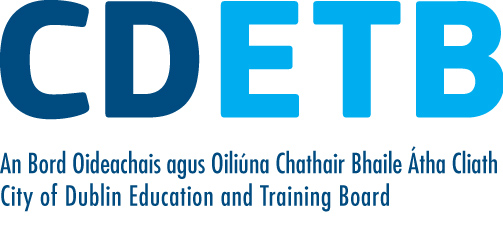 CDETB
An Bord Oideachais agus Oiliúna Chathair Bhaile Átha Cliath
City of Dublin Education and Training Board